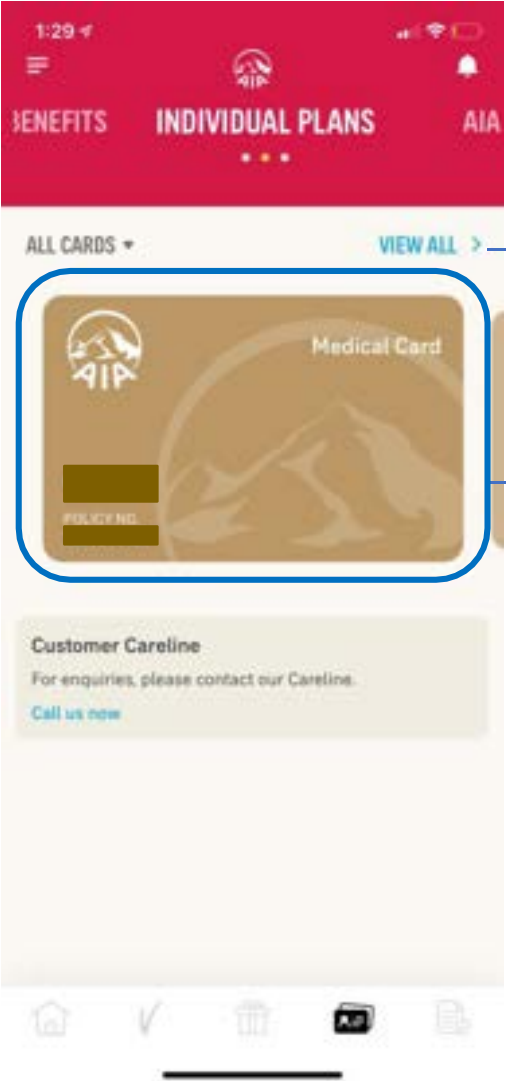 1:29
AIA
BENEFITS INDIVIDUAL PLANS AIA
ALL CARDS VIEW ALL >
AIA
Medical Card
POLICY NO.
Customer Careline
For enquiries, please contact our Careline.
Call us now
AIA